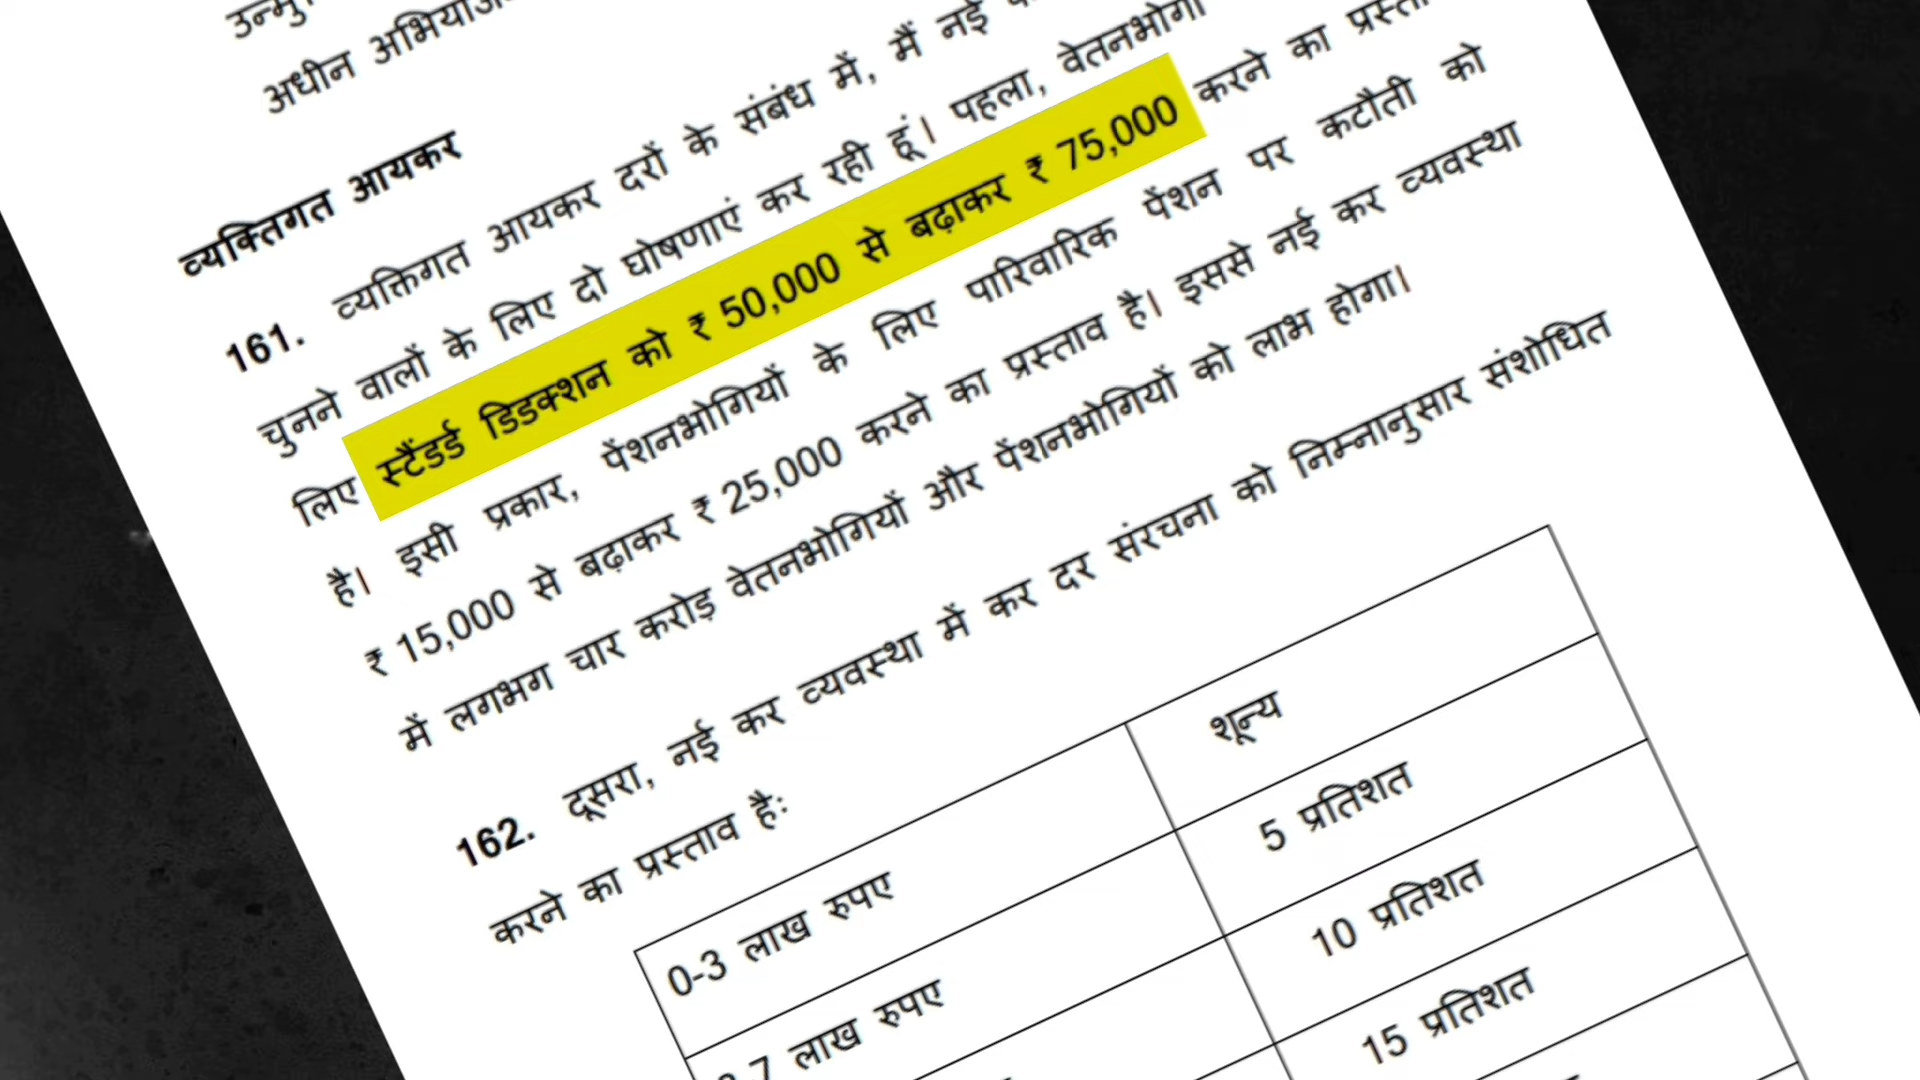 अधीन
व्यक्तिगत आयकर
161. व्यक्तिगत आयकर दरों के संबंध में, मैं नई
चुनने वालों के लिए दो घोषणाएं कर रही हूं। पहला, वेतनभोगी
लिए स्टैंडर्ड डिडक्शन को ₹ 50,000 से बढ़ाकर ₹ 75,000 करने का
है। इसी प्रकार, पेंशनभोगियों के लिए पारिवारिक पेंशन पर कटौती को
₹ 15,000 से बढ़ाकर ₹ 25,000 करने का प्रस्ताव है। इससे नई कर व्यवस्था
में लगभग चार करोड़ वेतनभोगियों और पेंशनभोगियों को लाभ होगा।
162. दूसरा, नई कर व्यवस्था में कर दर संरचना को निम्नानुसार संशोधित
करने का प्रस्ताव है:
0-3 लाख रुपए शून्य
7 लाख रुपए 5 प्रतिशत
10 प्रतिशत
15 प्रतिशत